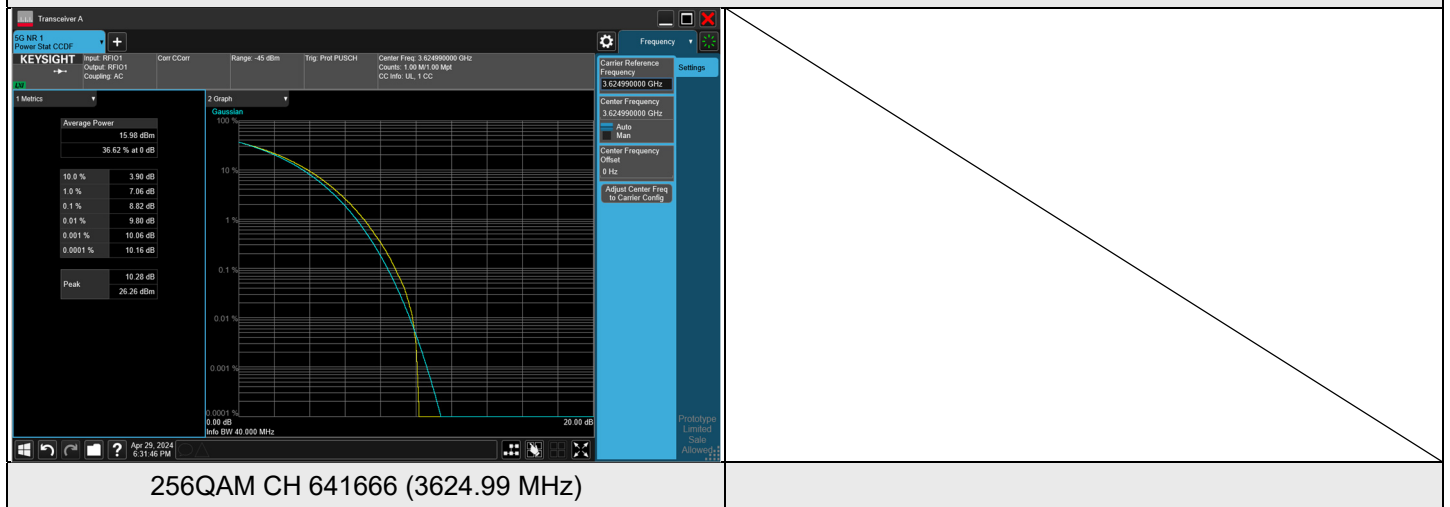 Transceiver A
5G NR 1
Power Stat CCDF
+
Frequency
KEYSIGHT
Input: RFIO1
Output: RFIO1
Coupling: AC
Corr CCorr
Range: -45 dBm
Trig: Prot PUSCH
Center Freq: 3.624990000 GHz
Counts: 1.00 M/1.00 Mpt
CC Info: UL, 1 CC
LVI
Carrier Reference
Frequency
3.624990000 GHz
Settings
Center Frequency
3.624990000 GHz
Auto
Man
Center Frequency
Offset
0 Hz
Adjust Center Freq
to Carrier Config
1 Metrics
Average Power
15.98 dBm
36.62 % at 0 dB
10.0 % 3.90 dB
1.0 % 7.06 dB
0.1 % 8.82 dB
0.01 % 9.80 dB
0.001 % 10.06 dB
0.0001 % 10.16 dB
Peak
10.28 dB
26.26 dBm
2 Graph
Gaussian
100 %
10 %
1 %
0.1 %
0.01 %
0.001 %
0.0001 %
0.00 dB 20.00 dB
Info BW 40.000 MHz
Prototype
Limited
Sale
Allowed
?
Apr 29, 2024
6:31:46 PM
256QAM CH 641666 (3624.99 MHz)